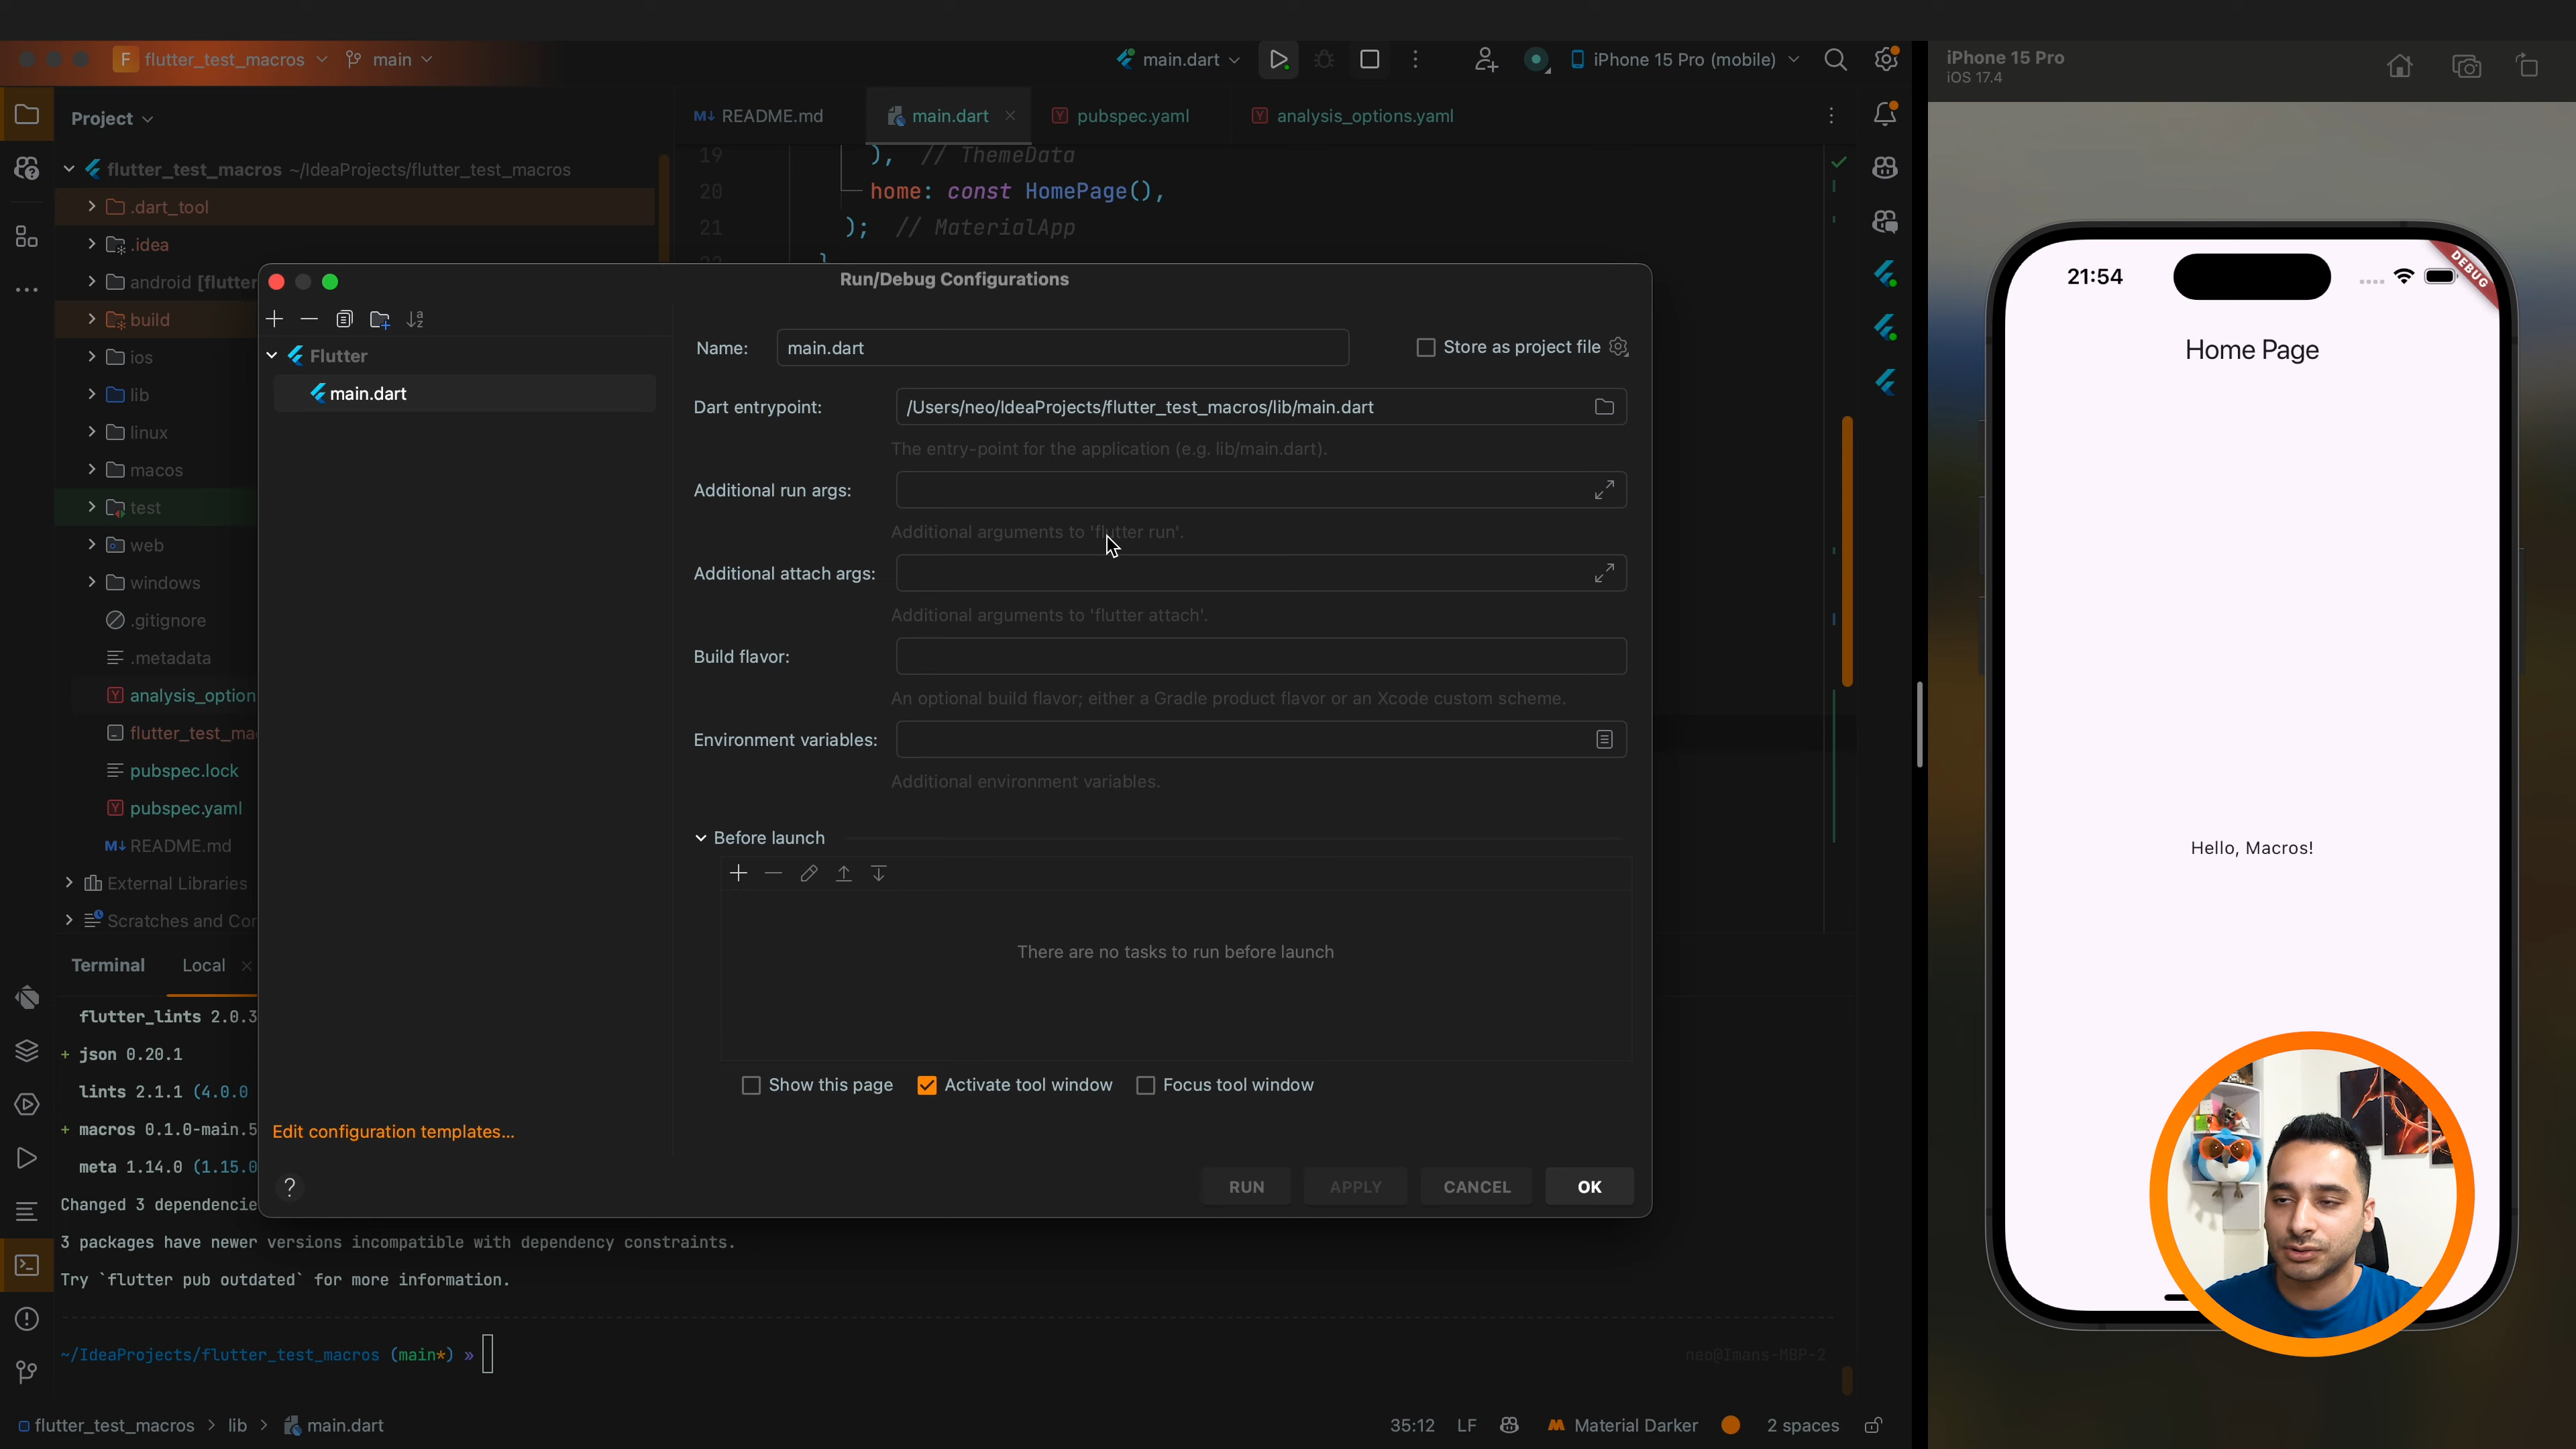 flutter_test_macros
main
main.dart
iPhone 15 Pro (mobile)
iPhone 15 Pro
iOS 17.4
Project
README.md
main.dart
pubspec.yaml
analysis_options.yaml
flutter_test_macros ~/IdeaProjects/flutter_test_macros
.dart_tool
.idea
android [flutter
build
ios
lib
linux
macos
test
web
windows
.gitignore
.metadata
analysis_option
flutter_test_ma
pubspec.lock
pubspec.yaml
README.md
External Libraries
Scratches and Con
19 ), // ThemeData
20 home: const HomePage(),
21 ); // MaterialApp
Run/Debug Configurations
Flutter
main.dart
Name: main.dart
Store as project file
Dart entrypoint: /Users/neo/IdeaProjects/flutter_test_macros/lib/main.dart
The entry-point for the application (e.g. lib/main.dart).
Additional run args:
Additional arguments to 'flutter run'.
Additional attach args:
Additional arguments to 'flutter attach'.
Build flavor:
An optional build flavor; either a Gradle product flavor or an Xcode custom scheme.
Environment variables:
Additional environment variables.
Before launch
There are no tasks to run before launch
Show this page
Activate tool window
Focus tool window
Edit configuration templates...
?
RUN
APPLY
CANCEL
OK
Terminal
Local
flutter_lints 2.0.3
+ json 0.20.1
lints 2.1.1 (4.0.0
+ macros 0.1.0-main.5
meta 1.14.0 (1.15.0
Changed 3 dependencie
3 packages have newer versions incompatible with dependency constraints.
Try `flutter pub outdated` for more information.
~/IdeaProjects/flutter_test_macros (main*) »
neo@Imans-MBP-2
flutter_test_macros > lib > main.dart
35:12
LF
Material Darker
2 spaces
21:54
DEBUG
Home Page
Hello, Macros!